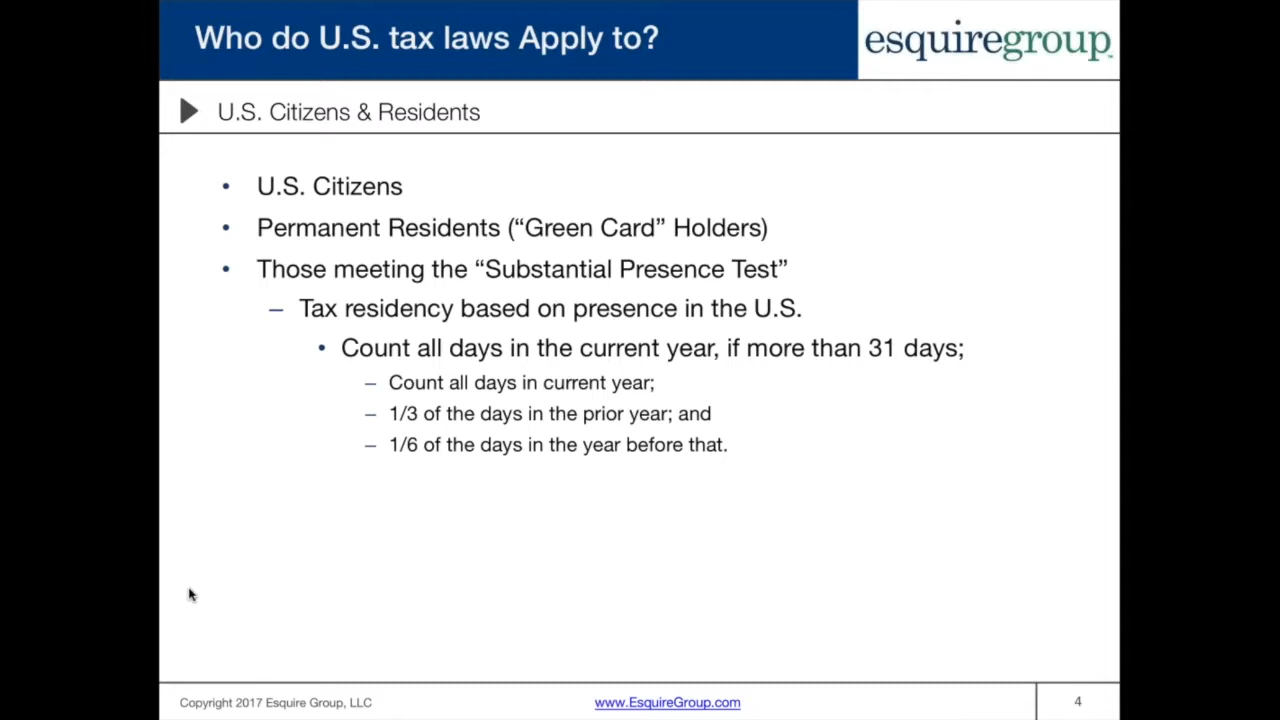 Who do U.S. tax laws Apply to?
esquiregroup™
U.S. Citizens & Residents
• U.S. Citizens
• Permanent Residents (“Green Card” Holders)
• Those meeting the “Substantial Presence Test”
– Tax residency based on presence in the U.S.
• Count all days in the current year, if more than 31 days;
– Count all days in current year;
– 1/3 of the days in the prior year; and
– 1/6 of the days in the year before that.
Copyright 2017 Esquire Group, LLC
www.EsquireGroup.com
4